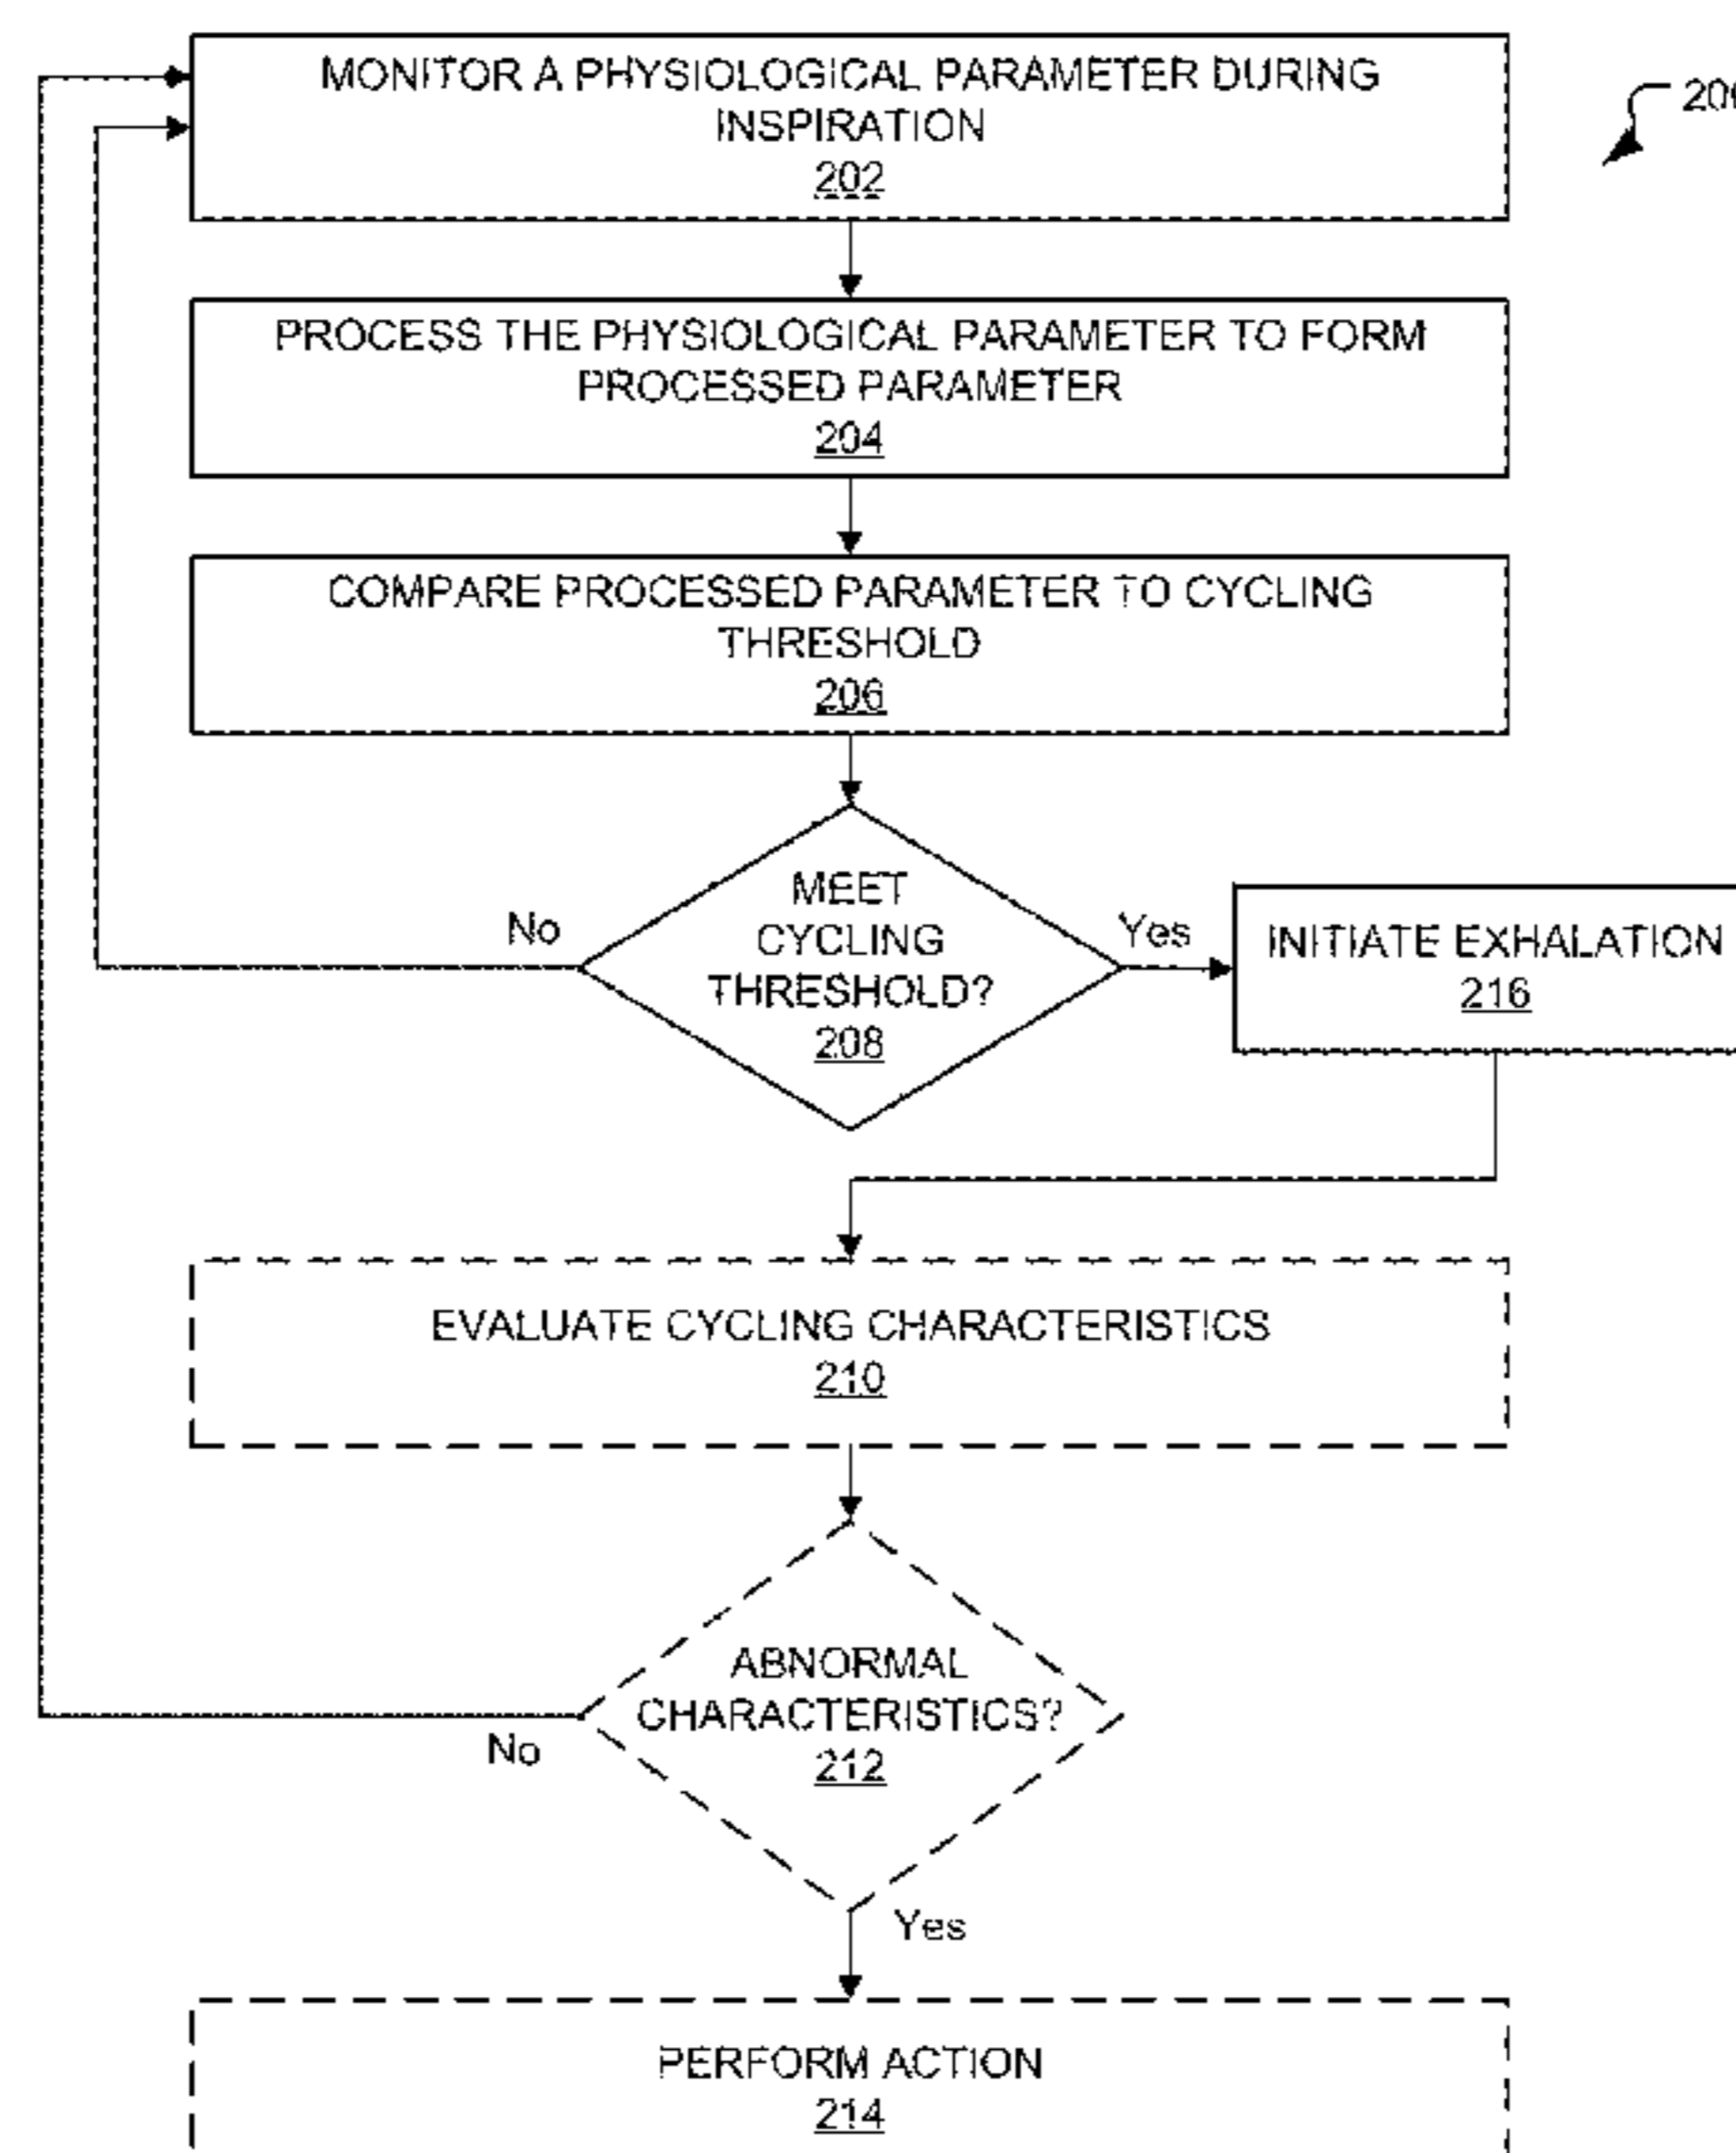 MONITOR A PHYSIOLOGICAL PARAMETER DURING
INSPIRATION
202
PROCESS THE PHYSIOLOGICAL PARAMETER TO FORM
PROCESSED PARAMETER
204
COMPARE PROCESSED PARAMETER TO CYCLING
THRESHOLD
206
MEET
CYCLING
THRESHOLD?
208
No
Yes
INITIATE EXHALATION
216
EVALUATE CYCLING CHARACTERISTICS
210
ABNORMAL
CHARACTERISTICS?
212
No
Yes
PERFORM ACTION
214